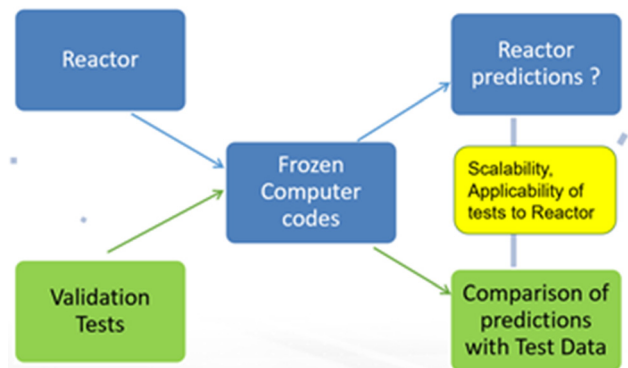 Reactor
Reactor
predictions ?
Frozen
Computer
codes
Scalability,
Applicability of
tests to Reactor
Validation
Tests
Comparison of
predictions
with Test Data